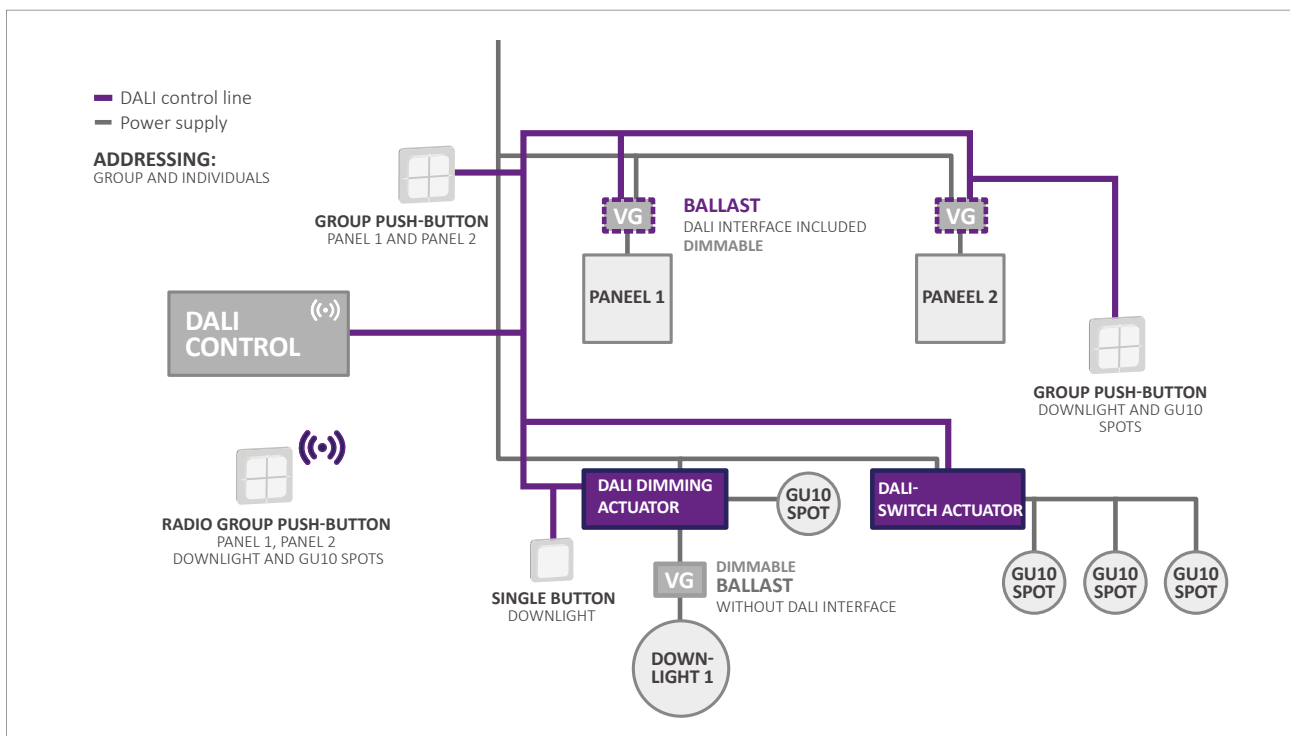 DALI control line
Power supply
ADDRESSING:
GROUP AND INDIVIDUALS
GROUP PUSH-BUTTON
PANEL 1 AND PANEL 2
VG
BALLAST
DALI INTERFACE INCLUDED
DIMMABLE
VG
PANEEL 1
PANEEL 2
DALI
CONTROL
GROUP PUSH-BUTTON
DOWNLIGHT AND GU10
SPOTS
RADIO GROUP PUSH-BUTTON
PANEL 1, PANEL 2
DOWNLIGHT AND GU10 SPOTS
DALI DIMMING
ACTUATOR
GU10
SPOT
DALI-
SWITCH ACTUATOR
SINGLE BUTTON
DOWNLIGHT
VG
DIMMABLE
BALLAST
WITHOUT DALI INTERFACE
GU10
SPOT
GU10
SPOT
GU10
SPOT
DOWN-
LIGHT 1